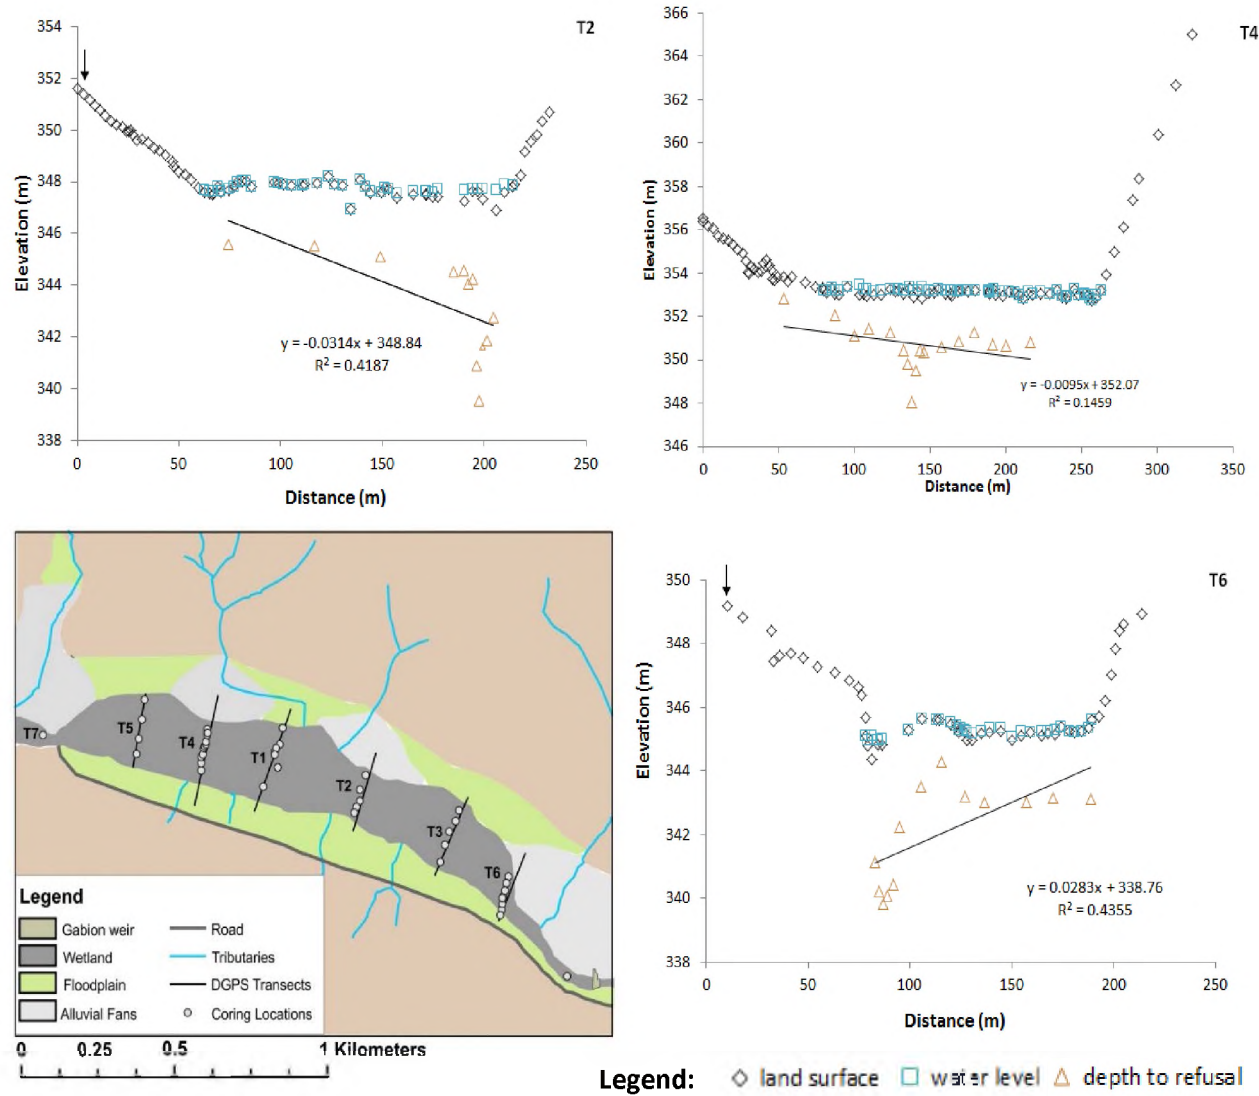 T2
354
352
350
348
346
344
342
340
338
Elevation (m)
y = -0.0314x + 348.84
R² = 0.4187
0 50 100 150 200 250
Distance (m)
T4
366
364
362
360
358
356
354
352
350
348
346
Elevation (m)
y = -0.0095x + 352.07
R² = 0.1459
0 50 100 150 200 250 300 350
Distance (m)
T7
T5
T4
T1
T2
T3
T6
Legend
Gabion weir
Wetland
Floodplain
Alluvial Fans
Road
Tributaries
DGPS Transects
Coring Locations
0 0.25 0.5 1 Kilometers
T6
350
348
346
344
342
340
338
Elevation (m)
y = 0.0283x + 338.76
R² = 0.4355
0 50 100 150 200 250
Distance (m)
Legend: land surface water level depth to refusal